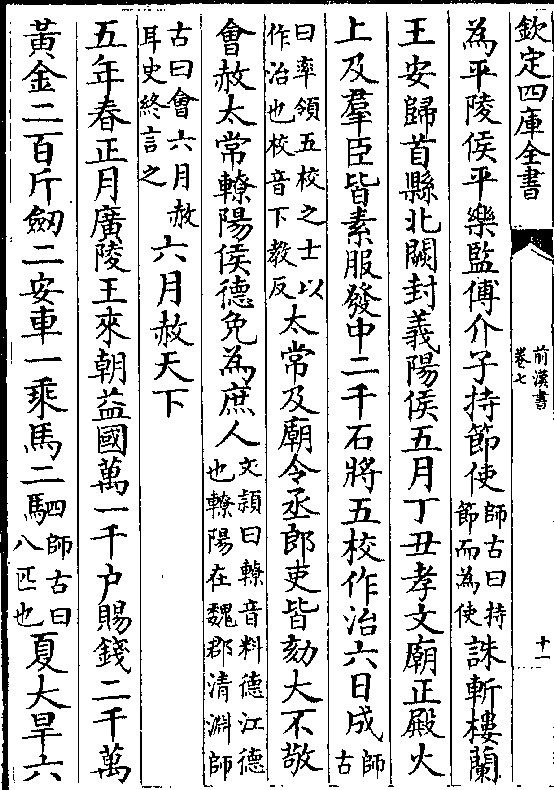 欽定四庫全書
前漢書
卷七
十一
為平陵侯平樂監傅介子持節使師古曰持節而為使誅斬樓蘭
王安歸首縣北闕封義陽侯五月丁丑孝文廟正殿火
上及羣臣皆素服發中二千石將五校作治六日成師古
曰率領五校之士以作治也校音下教反太常及廟令丞郎吏皆劾大不敬
會赦太常轑陽侯德免為庶人文頴曰轑音料德江德也轑陽在魏郡清淵師
古曰會六月赦耳史終言之六月赦天下
五年春正月廣陵王來朝益國萬一千户賜錢二千萬
黃金二百斤劒二安車一乘馬二駟師古曰八匹也夏大旱六